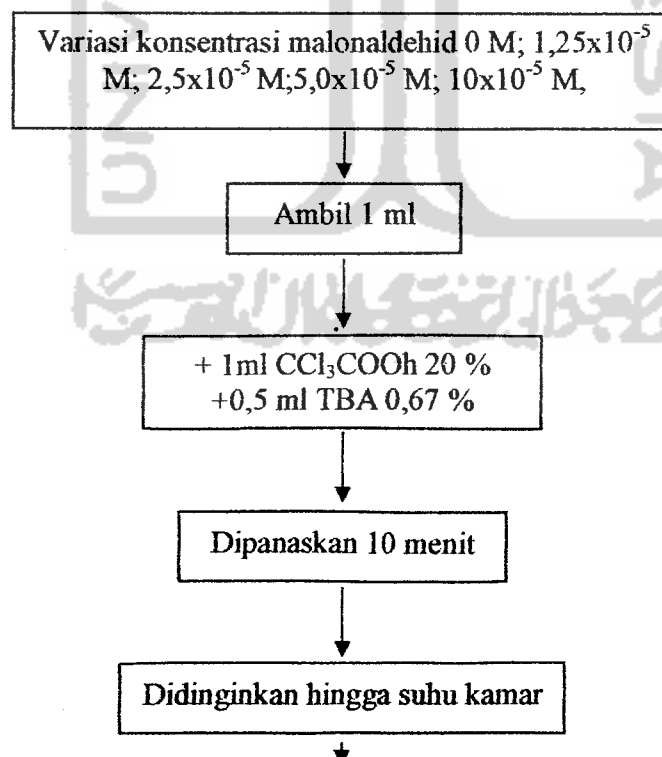 Variasi konsentrasi malonaldehid 0 M; 1,25x10⁻⁵
M; 2,5x10⁻⁵ M;5,0x10⁻⁵ M; 10x10⁻⁵ M,
Ambil 1 ml
+ 1ml CCl₃COOh 20 %
+0,5 ml TBA 0,67 %
Dipanaskan 10 menit
Didinginkan hingga suhu kamar